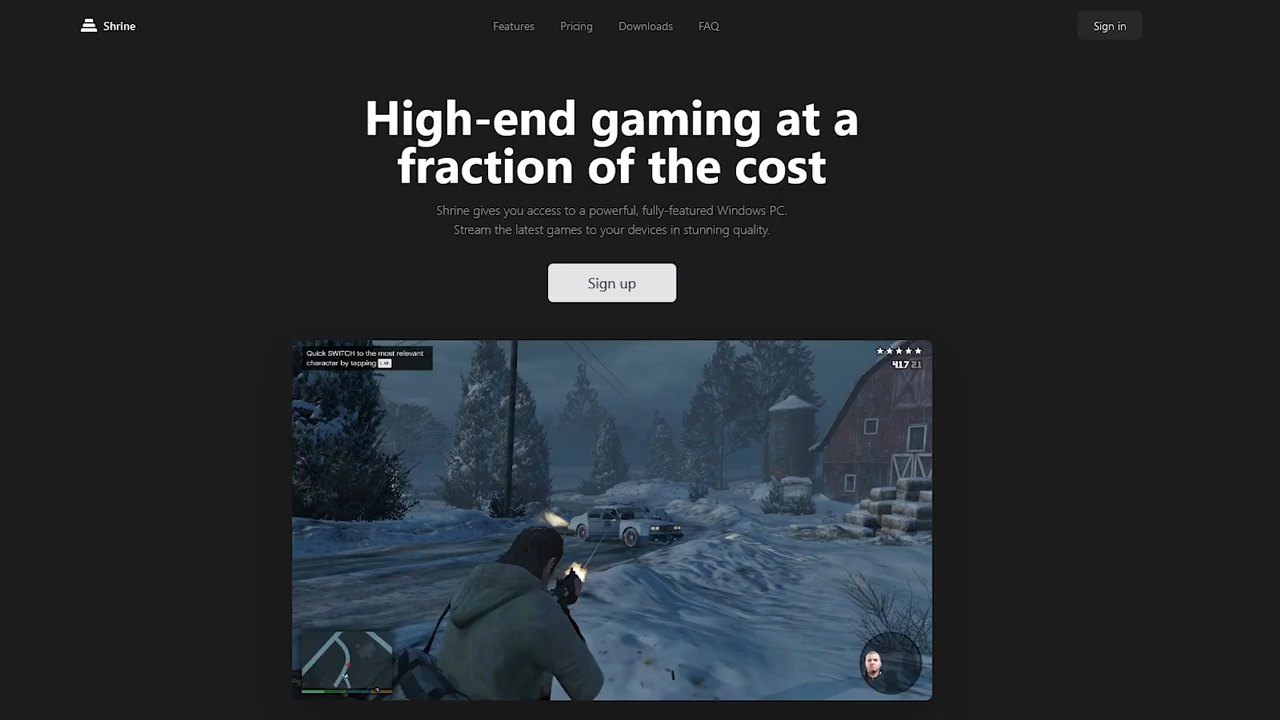 Shrine
Features
Pricing
Downloads
FAQ
Sign in
High-end gaming at a
fraction of the cost
Shrine gives you access to a powerful, fully-featured Windows PC.
Stream the latest games to your devices in stunning quality.
Sign up
Quick SWITCH to the most relevant
character by tapping
417 21